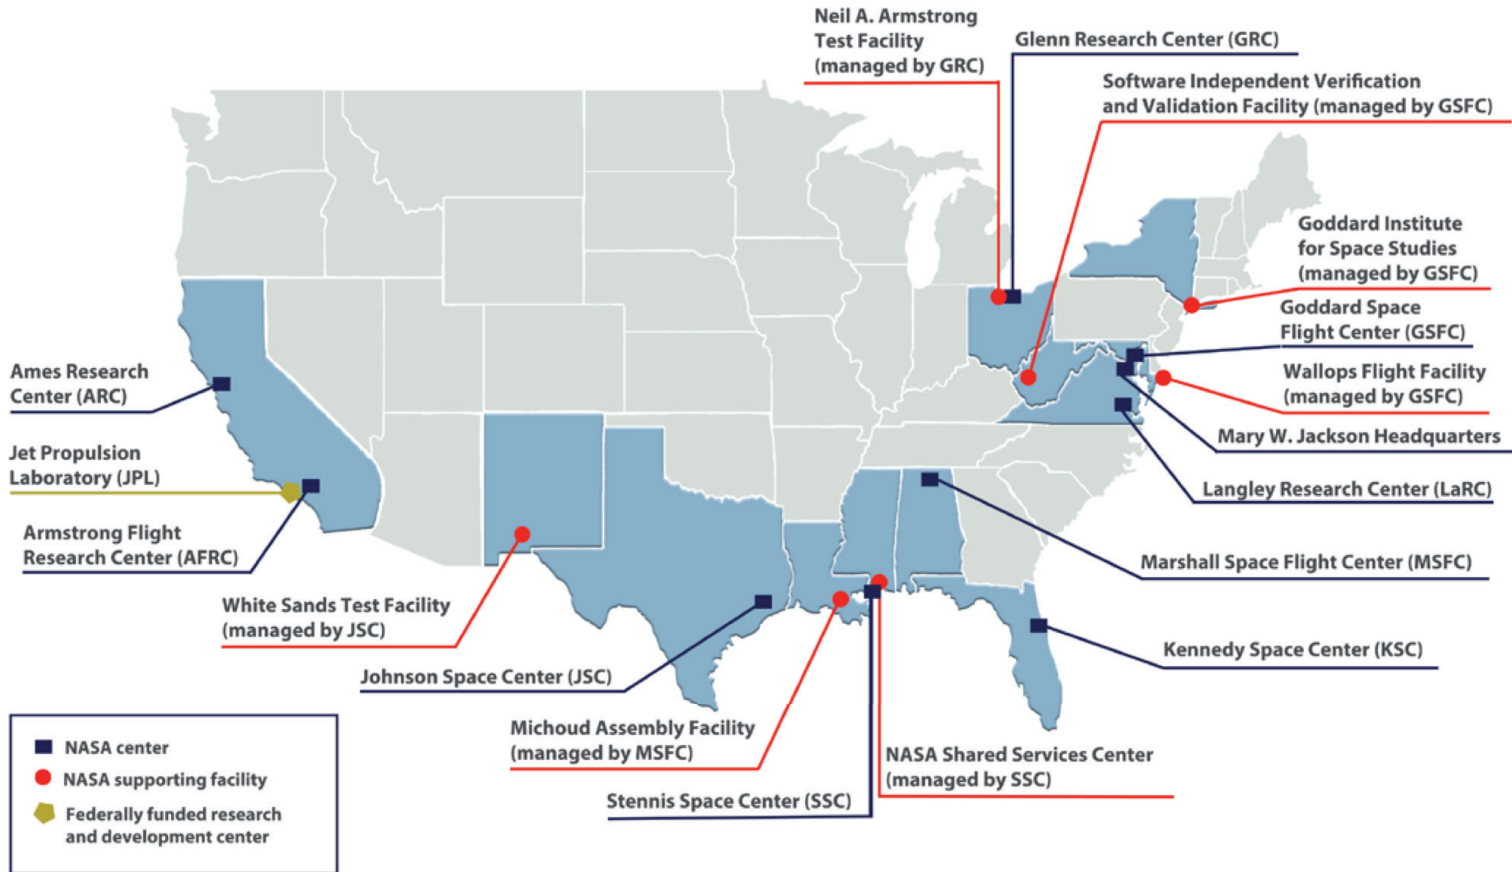 Neil A. Armstrong
Test Facility
(managed by GRC)
Glenn Research Center (GRC)
Software Independent Verification
and Validation Facility (managed by GSFC)
Goddard Institute
for Space Studies
(managed by GSFC)
Goddard Space
Flight Center (GSFC)
Wallops Flight Facility
(managed by GSFC)
Mary W. Jackson Headquarters
Langley Research Center (LaRC)
Marshall Space Flight Center (MSFC)
Kennedy Space Center (KSC)
Ames Research
Center (ARC)
Jet Propulsion
Laboratory (JPL)
Armstrong Flight
Research Center (AFRC)
White Sands Test Facility
(managed by JSC)
Johnson Space Center (JSC)
Michoud Assembly Facility
(managed by MSFC)
NASA Shared Services Center
(managed by SSC)
Stennis Space Center (SSC)
NASA center
NASA supporting facility
Federally funded research
and development center